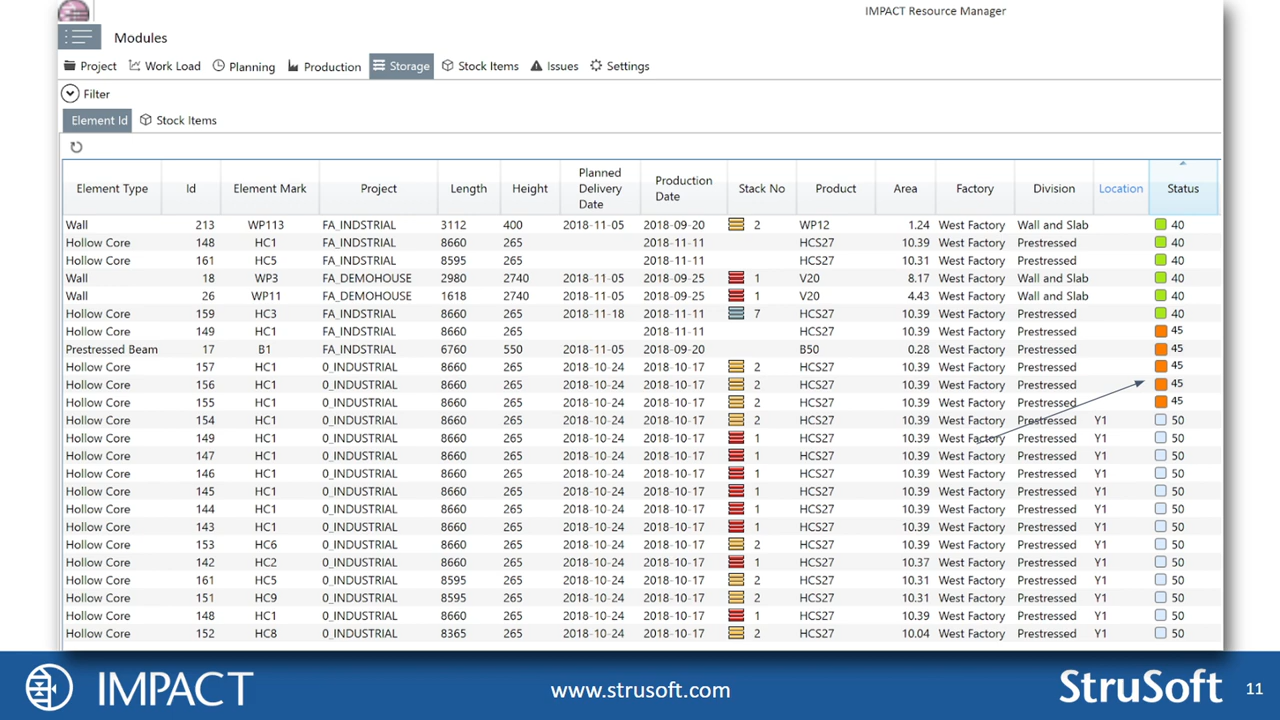 IMPACT Resource Manager
Modules
Project Work Load Planning Production Storage Stock Items Issues Settings
Filter
Element Id Stock Items
Element Type Id Element Mark Project Length Height Planned Delivery Date Production Date Stack No Product Area Factory Division Location Status
Wall 213 WP113 FA_INDSTRIAL 3112 400 2018-11-05 2018-09-20 2 WP12 1.24 West Factory Wall and Slab 40
Hollow Core 148 HC1 FA_INDSTRIAL 8660 265 2018-11-11 HCS27 10.39 West Factory Prestressed 40
Hollow Core 161 HC5 FA_INDSTRIAL 8595 265 2018-11-11 HCS27 10.31 West Factory Prestressed 40
Wall 18 WP3 FA_DEMOHOUSE 2980 2740 2018-11-05 2018-09-25 1 V20 8.17 West Factory Wall and Slab 40
Wall 26 WP11 FA_DEMOHOUSE 1618 2740 2018-11-05 2018-09-25 1 V20 4.43 West Factory Wall and Slab 40
Hollow Core 159 HC3 FA_INDSTRIAL 8660 265 2018-11-18 2018-11-11 7 HCS27 10.39 West Factory Prestressed 40
Hollow Core 149 HC1 FA_INDSTRIAL 8660 265 2018-11-11 HCS27 10.39 West Factory Prestressed 45
Prestressed Beam 17 B1 FA_INDSTRIAL 6760 550 2018-11-05 2018-09-20 B50 0.28 West Factory Prestressed 45
Hollow Core 157 HC1 0_INDUSTRIAL 8660 265 2018-10-24 2018-10-17 2 HCS27 10.39 West Factory Prestressed 45
Hollow Core 156 HC1 0_INDUSTRIAL 8660 265 2018-10-24 2018-10-17 2 HCS27 10.39 West Factory Prestressed 45
Hollow Core 155 HC1 0_INDUSTRIAL 8660 265 2018-10-24 2018-10-17 2 HCS27 10.39 West Factory Prestressed 45
Hollow Core 154 HC1 0_INDUSTRIAL 8660 265 2018-10-24 2018-10-17 2 HCS27 10.39 West Factory Prestressed Y1 50
Hollow Core 149 HC1 0_INDUSTRIAL 8660 265 2018-10-24 2018-10-17 1 HCS27 10.39 West Factory Prestressed Y1 50
Hollow Core 147 HC1 0_INDUSTRIAL 8660 265 2018-10-24 2018-10-17 1 HCS27 10.39 West Factory Prestressed Y1 50
Hollow Core 146 HC1 0_INDUSTRIAL 8660 265 2018-10-24 2018-10-17 1 HCS27 10.39 West Factory Prestressed Y1 50
Hollow Core 145 HC1 0_INDUSTRIAL 8660 265 2018-10-24 2018-10-17 1 HCS27 10.39 West Factory Prestressed Y1 50
Hollow Core 144 HC1 0_INDUSTRIAL 8660 265 2018-10-24 2018-10-17 1 HCS27 10.39 West Factory Prestressed Y1 50
Hollow Core 143 HC1 0_INDUSTRIAL 8660 265 2018-10-24 2018-10-17 1 HCS27 10.39 West Factory Prestressed Y1 50
Hollow Core 153 HC6 0_INDUSTRIAL 8660 265 2018-10-24 2018-10-17 2 HCS27 10.39 West Factory Prestressed Y1 50
Hollow Core 142 HC2 0_INDUSTRIAL 8660 265 2018-10-24 2018-10-17 1 HCS27 10.37 West Factory Prestressed Y1 50
Hollow Core 161 HC5 0_INDUSTRIAL 8595 265 2018-10-24 2018-10-17 2 HCS27 10.31 West Factory Prestressed Y1 50
Hollow Core 151 HC9 0_INDUSTRIAL 8595 265 2018-10-24 2018-10-17 2 HCS27 10.31 West Factory Prestressed Y1 50
Hollow Core 148 HC1 0_INDUSTRIAL 8660 265 2018-10-24 2018-10-17 1 HCS27 10.39 West Factory Prestressed Y1 50
Hollow Core 152 HC8 0_INDUSTRIAL 8365 265 2018-10-24 2018-10-17 2 HCS27 10.04 West Factory Prestressed Y1 50
IMPACT www.strusoft.com StruSoft 11